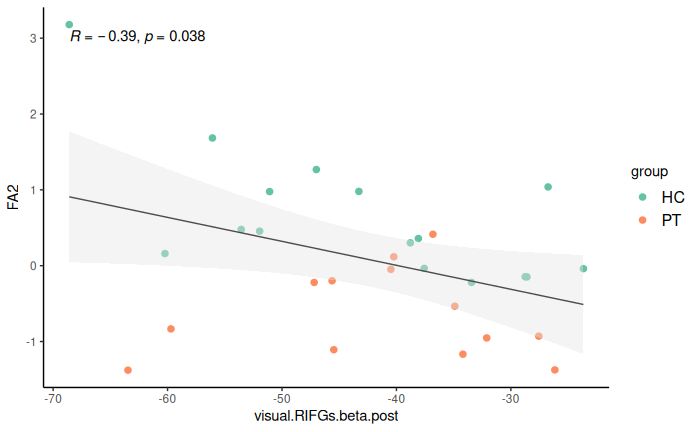 R = −0.39, p = 0.038
3
2
1
0
-1
FA2
-70 -60 -50 -40 -30
visual.RIFGs.beta.post
group
HC
PT